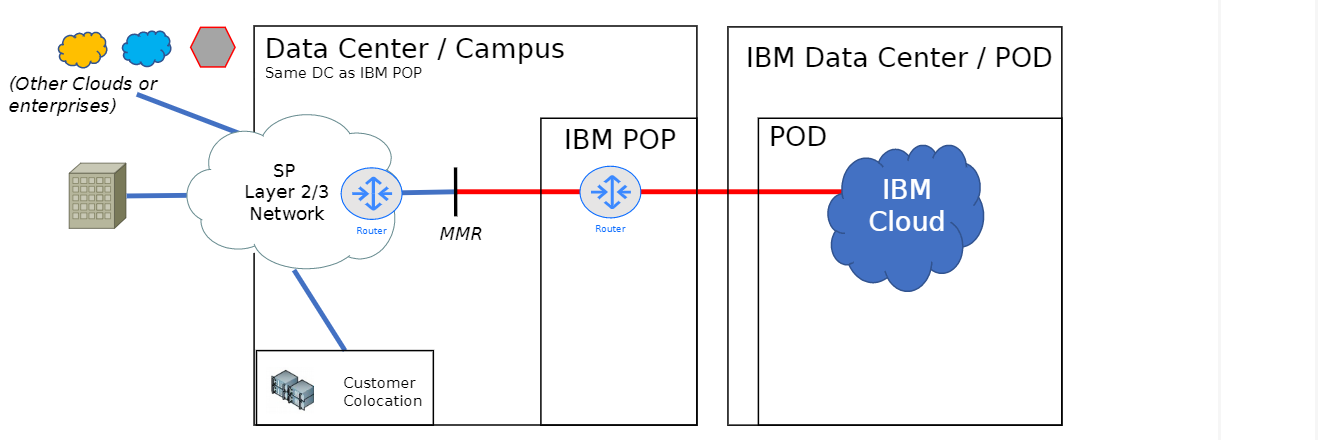 Data Center / Campus
Same DC as IBM POP
IBM Data Center / POD
(Other Clouds or
enterprises)
IBM POP
POD
SP
Layer 2/3
Network
Router
MMR
Router
IBM
Cloud
Customer
Colocation